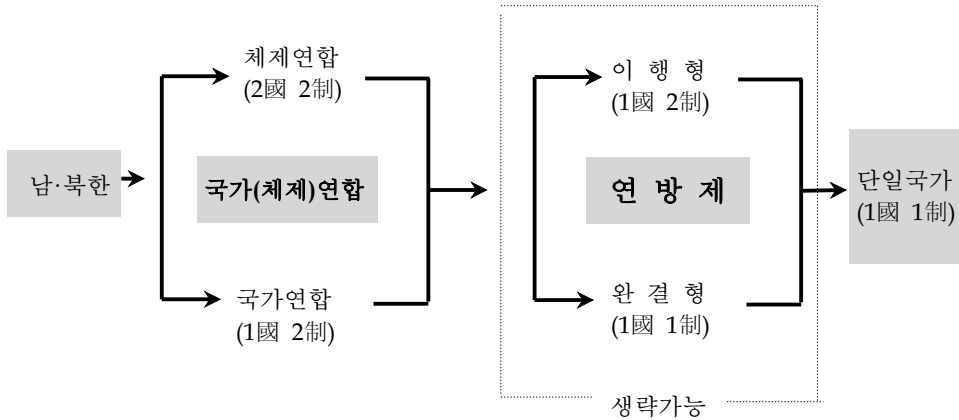 남·북한
체제연합
(2國 2制)
국가(체제)연합
국가연합
(1國 2制)
이 행 형
(1國 2制)
연 방 제
완 결 형
(1國 1制)
생략가능
단일국가
(1國 1制)